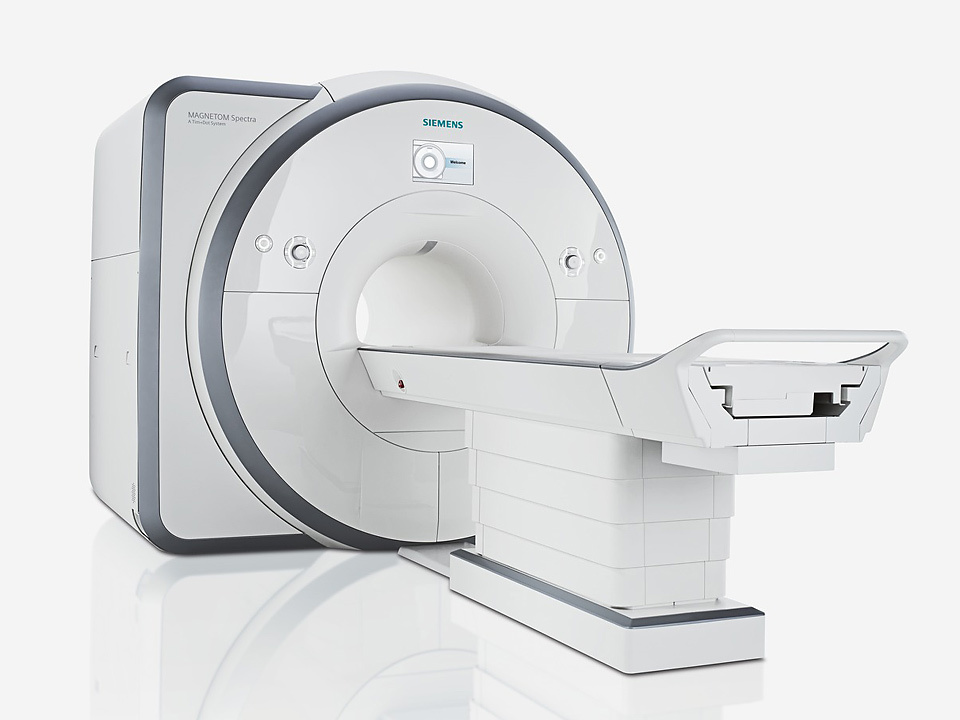 MAGNETOM Spectra
A Tim+Dot System
SIEMENS
Welcome